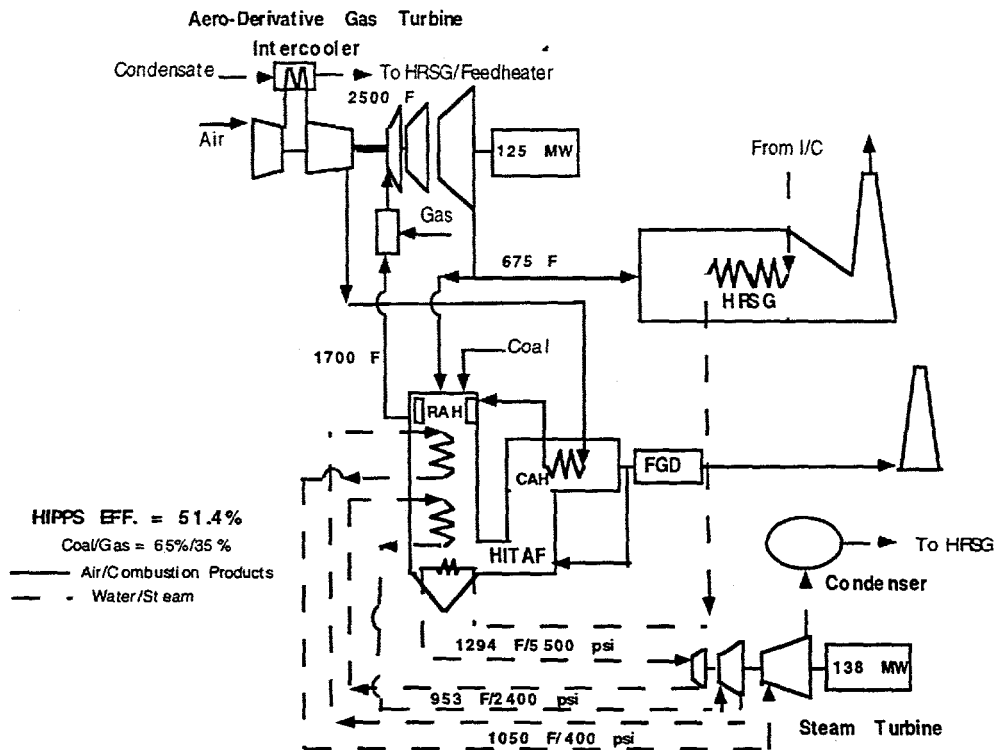 Aero-Derivative Gas Turbine
Intercooler
Condensate
To HRSG/Feedheater
2500 F
Air
125 MW
From I/C
Gas
675 F
HRSG
1700 F
Coal
RAH
CAH
FGD
HIPPS EFF. = 51.4%
Coal/Gas = 65%/35%
Air/Combustion Products
Water/Steam
HITAF
To HRSG
Condenser
1294 F/5500 psi
138 MW
953 F/2400 psi
Steam Turbine
1050 F/400 psi